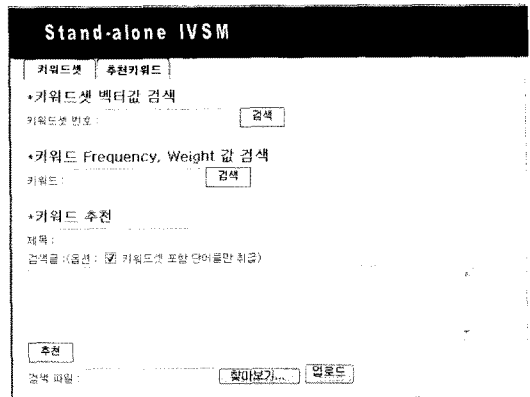 Stand-alone IVSM
키워드셋 추천키워드
*키워드셋 벡터값 검색
키워드셋 번호 : 검색
*키워드 Frequency, Weight 값 검색
키워드 : 검색
*키워드 추천
제목 :
검색글 :(옵션 : 키워드셋 포함 단어들만 취급)
추천
검색 파일 : 찾아보기... 업로드